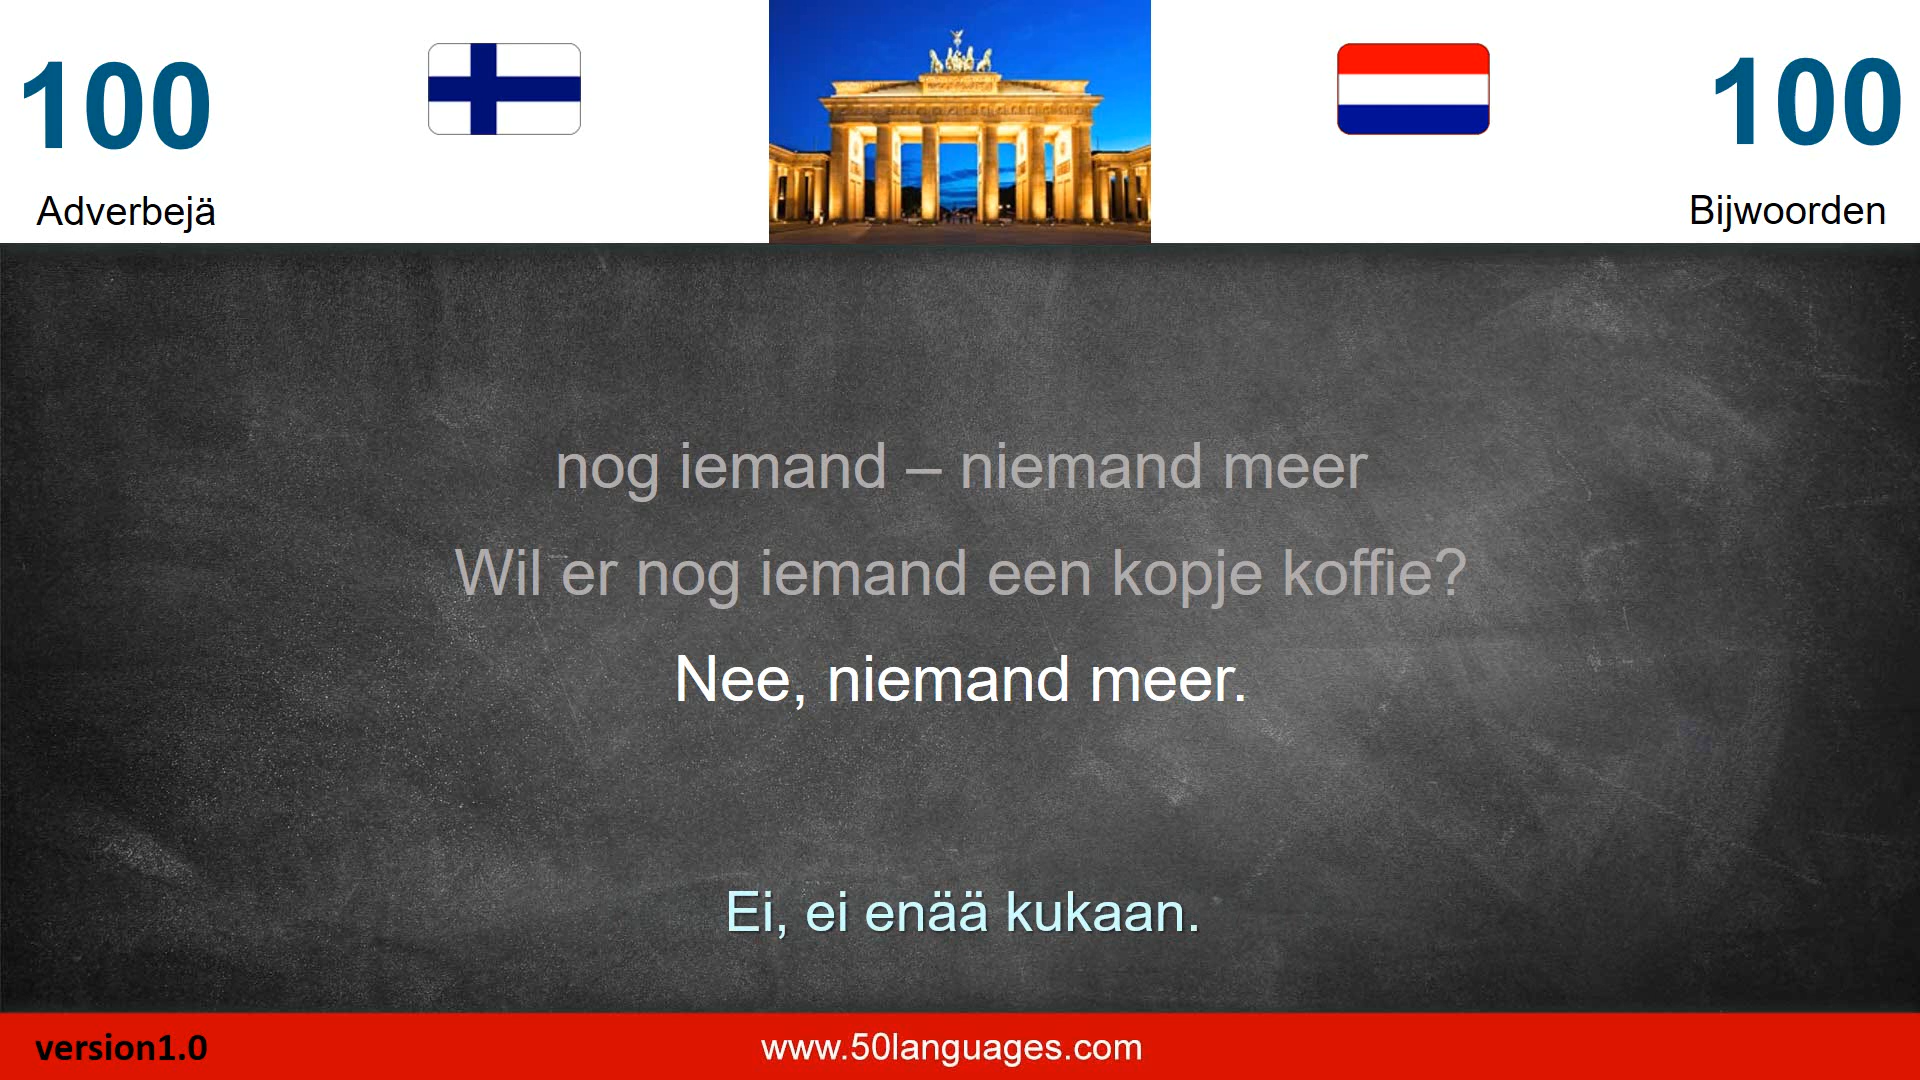 100
100
Adverbejä
Bijwoorden
nog iemand – niemand meer
Wil er nog iemand een kopje koffie?
Nee, niemand meer.
Ei, ei enää kukaan.
version1.0
www.50languages.com